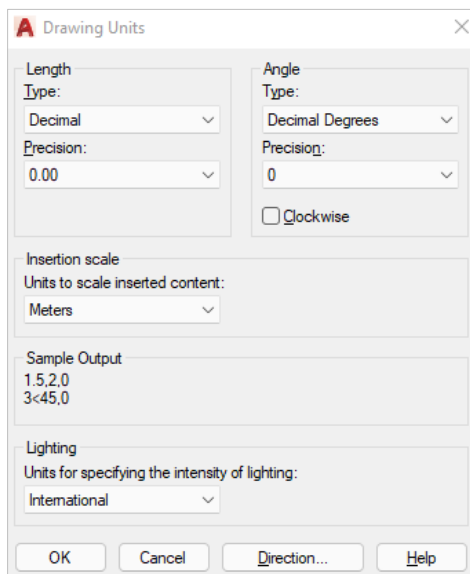 A Drawing Units
Length
Type:
Decimal
Precision:
0.00
Angle
Type:
Decimal Degrees
Precision:
0
Clockwise
Insertion scale
Units to scale inserted content:
Meters
Sample Output
1.5,2,0
3<45,0
Lighting
Units for specifying the intensity of lighting:
International
OK Cancel Direction... Help